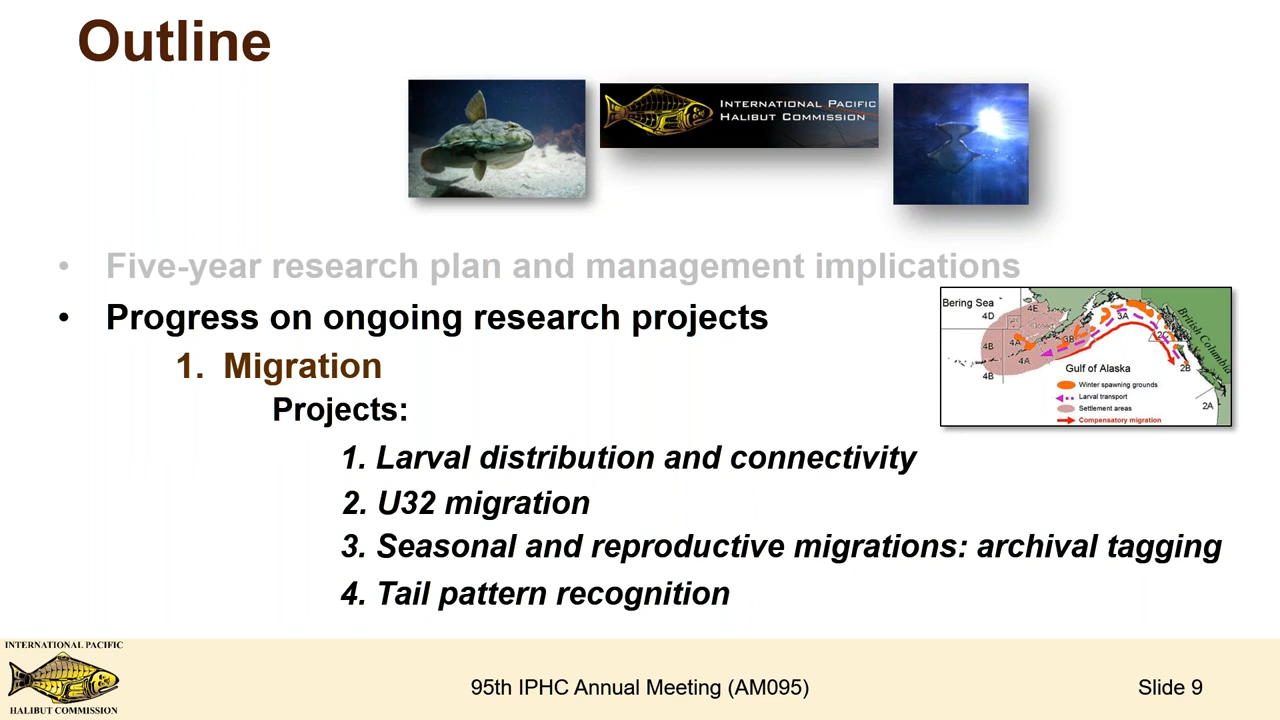 Outline
INTERNATIONAL PACIFIC
HALIBUT COMMISSION
• Five-year research plan and management implications
• Progress on ongoing research projects
1. Migration
Projects:
1. Larval distribution and connectivity
2. U32 migration
3. Seasonal and reproductive migrations: archival tagging
4. Tail pattern recognition
Bering Sea
4D
4E
3A
British Columbia
4B
4A
3B
2C
4A
4B
Gulf of Alaska
2B
Winter spawning grounds
Larval transport
Settlement areas
2A
Compensatory migration
INTERNATIONAL PACIFIC
HALIBUT COMMISSION
95th IPHC Annual Meeting (AM095)
Slide 9